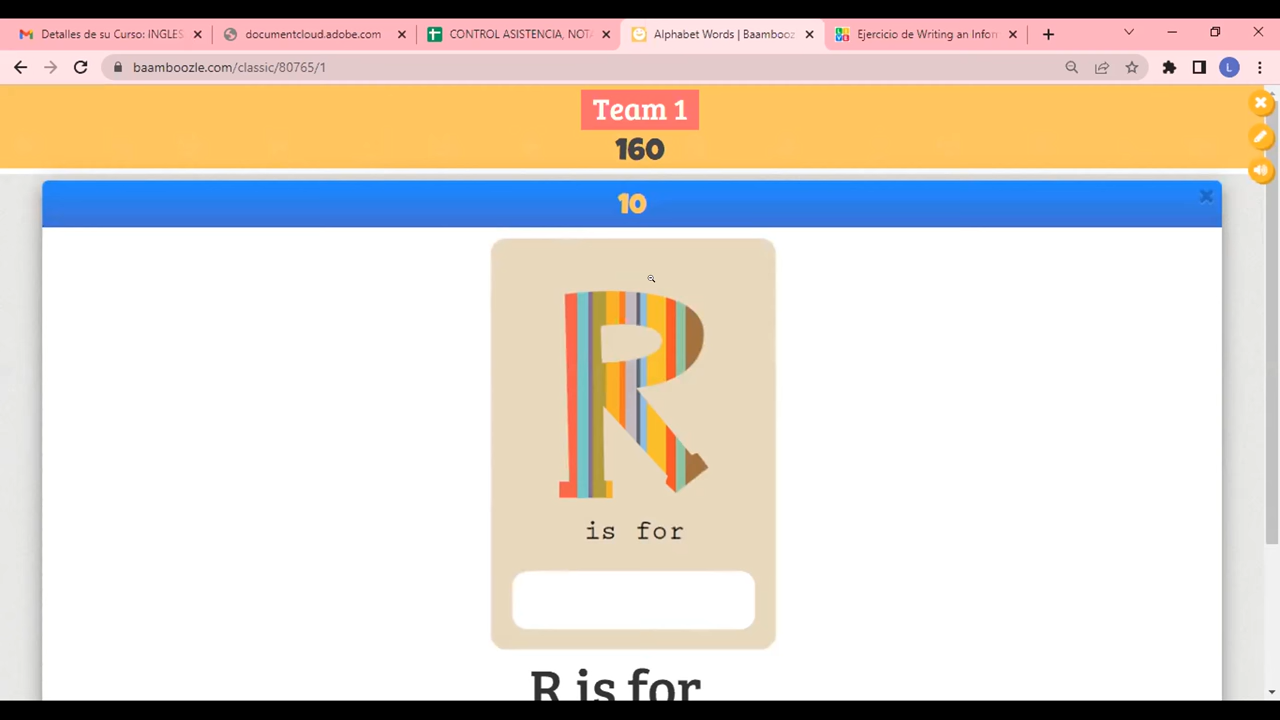 Detalles de su Curso: iNGLES
documentcloud.adobe.com
CONTROL ASISTENCIA, NOTA
Alphabet Words | Baambooz
Ejercicio de Writing an Infor
baamboozle.com/classic/80765/1
L
Team 1
160
10
R
is for
R is for